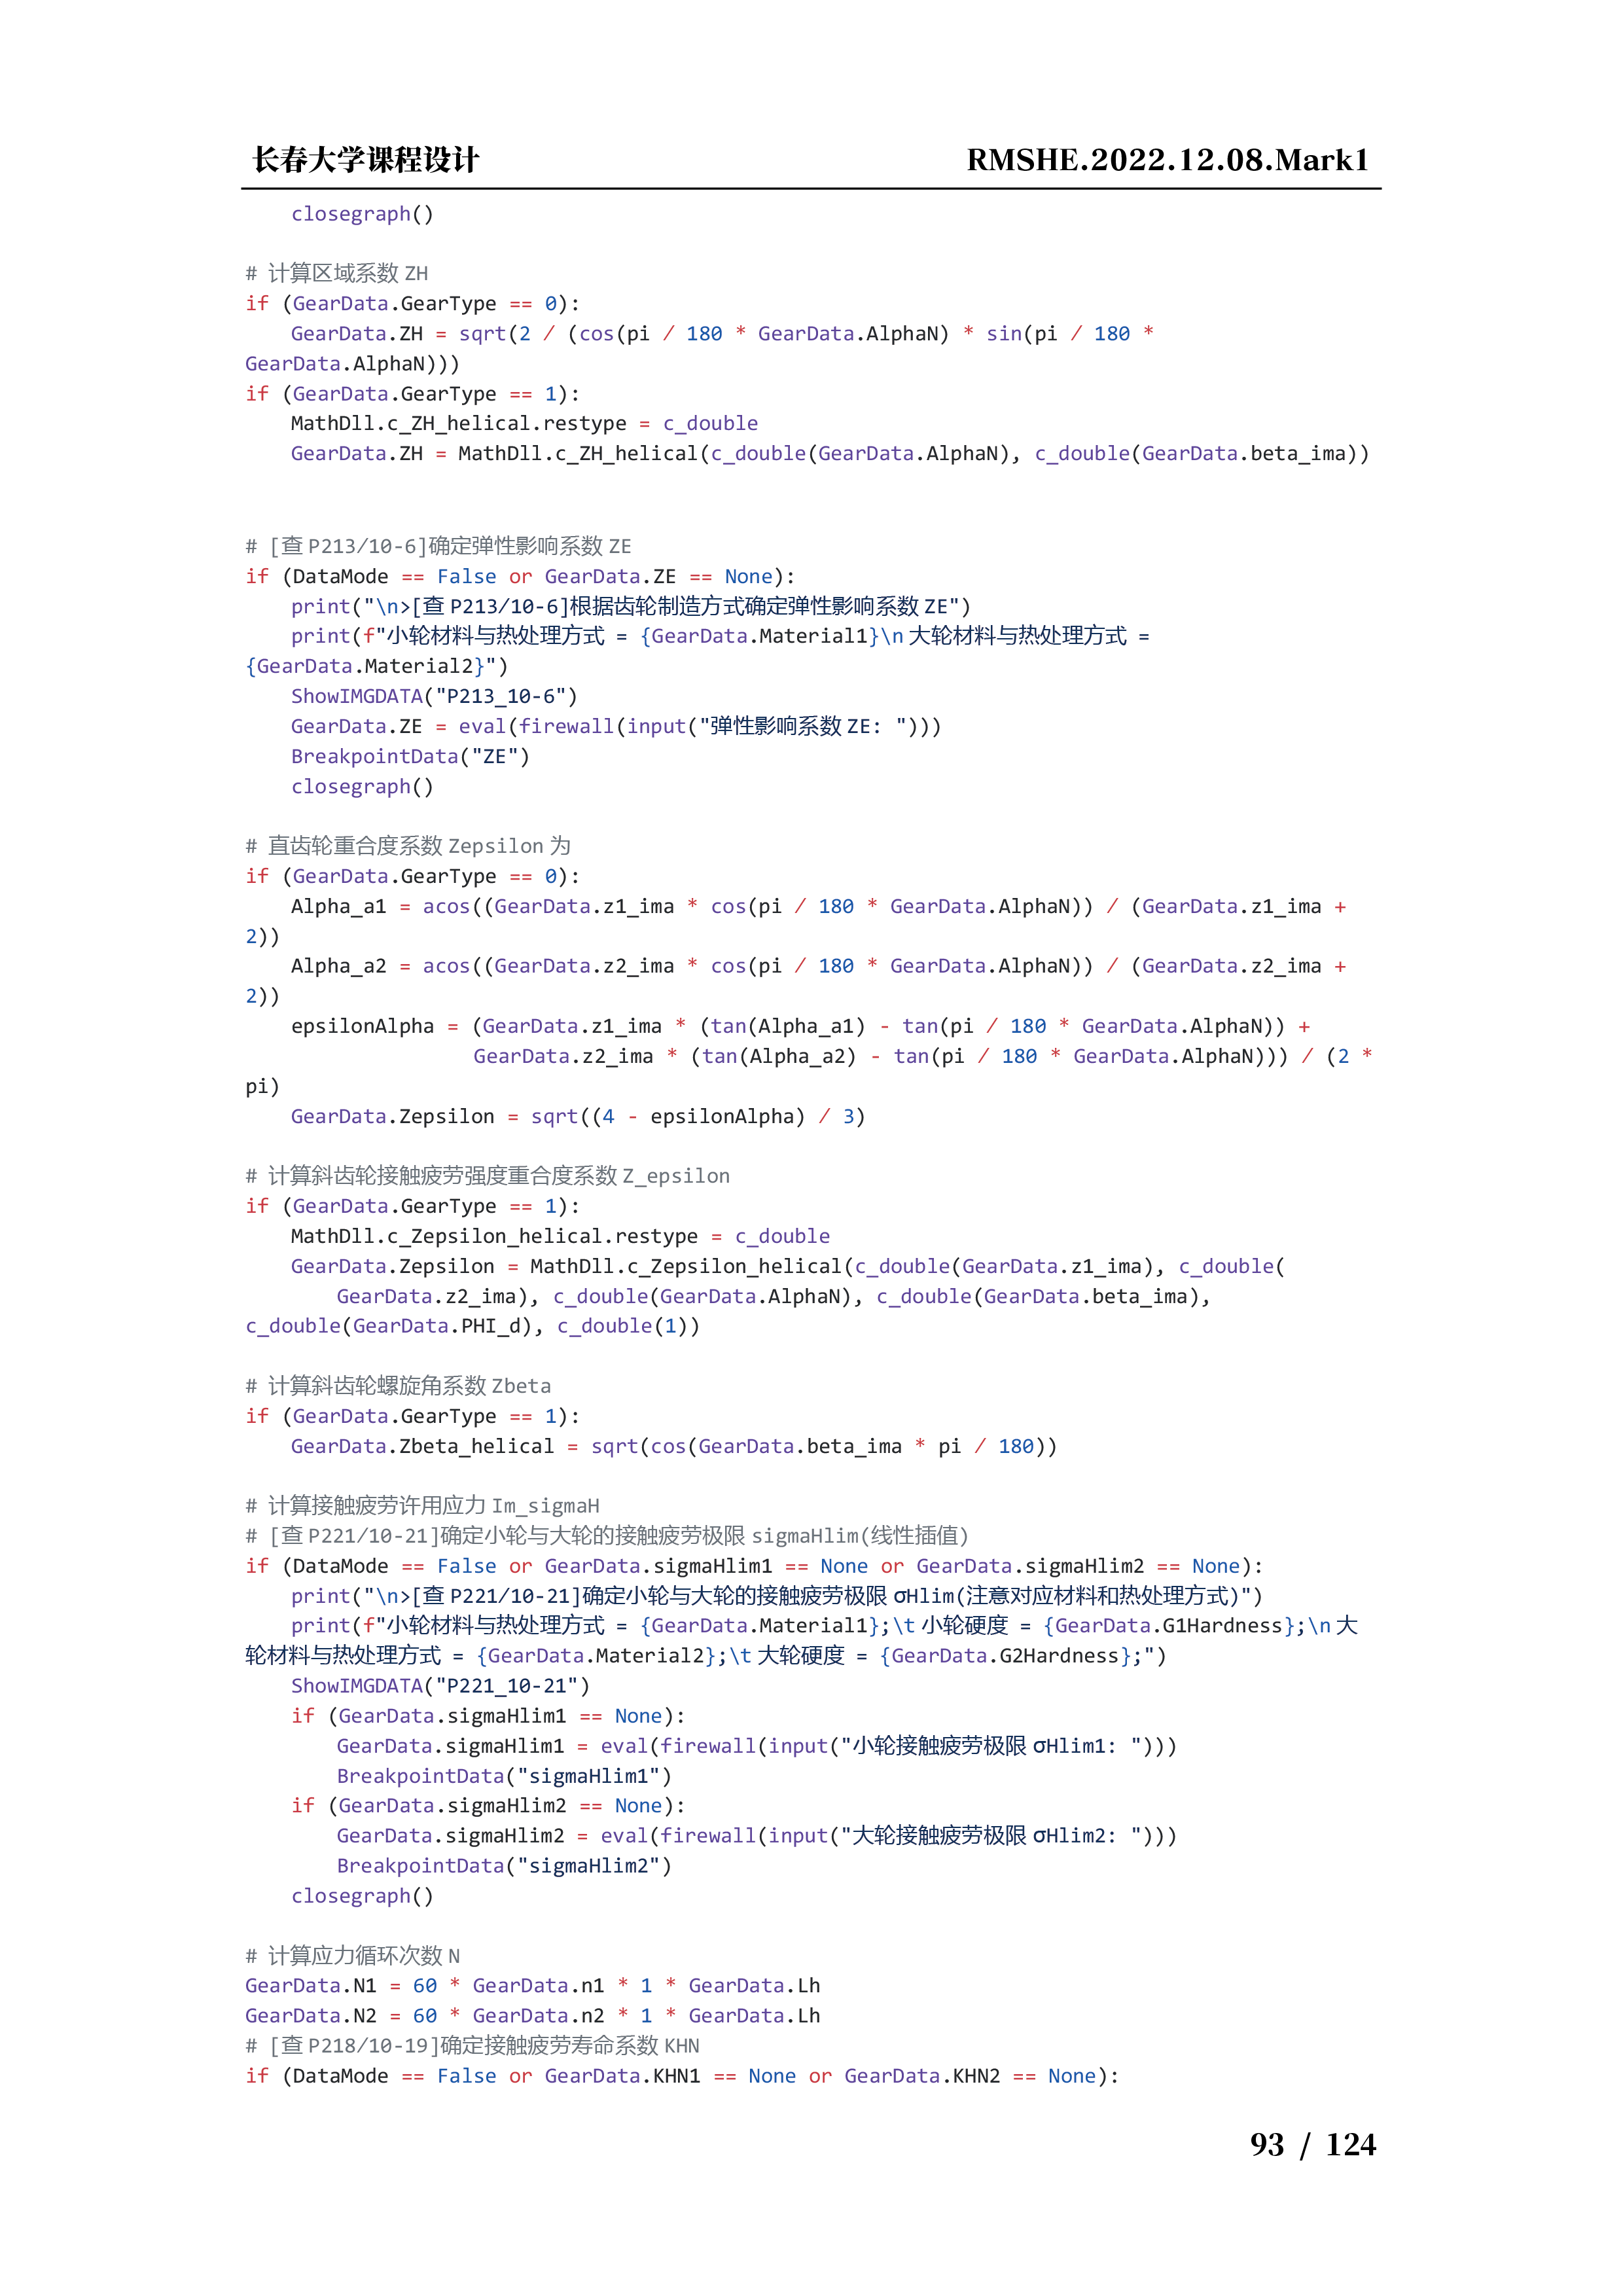 长春大学课程设计 RMSHE.2022.12.08.Mark1
    closegraph()

# 计算区域系数 ZH
if (GearData.GearType == 0):
    GearData.ZH = sqrt(2 / (cos(pi / 180 * GearData.AlphaN) * sin(pi / 180 *
GearData.AlphaN)))
if (GearData.GearType == 1):
    MathDll.c_ZH_helical.restype = c_double
    GearData.ZH = MathDll.c_ZH_helical(c_double(GearData.AlphaN), c_double(GearData.beta_ima))

# [查 P213/10-6]确定弹性影响系数 ZE
if (DataMode == False or GearData.ZE == None):
    print("\n>[查 P213/10-6]根据齿轮制造方式确定弹性影响系数 ZE")
    print(f"小轮材料与热处理方式 = {GearData.Material1}\n 大轮材料与热处理方式 =
{GearData.Material2}")
    ShowIMGDATA("P213_10-6")
    GearData.ZE = eval(firewall(input("弹性影响系数 ZE: ")))
    BreakpointData("ZE")
    closegraph()

# 直齿轮重合度系数 Zepsilon 为
if (GearData.GearType == 0):
    Alpha_a1 = acos((GearData.z1_ima * cos(pi / 180 * GearData.AlphaN)) / (GearData.z1_ima +
2))
    Alpha_a2 = acos((GearData.z2_ima * cos(pi / 180 * GearData.AlphaN)) / (GearData.z2_ima +
2))
    epsilonAlpha = (GearData.z1_ima * (tan(Alpha_a1) - tan(pi / 180 * GearData.AlphaN)) +
                    GearData.z2_ima * (tan(Alpha_a2) - tan(pi / 180 * GearData.AlphaN))) / (2 *
pi)
    GearData.Zepsilon = sqrt((4 - epsilonAlpha) / 3)

# 计算斜齿轮接触疲劳强度重合度系数 Z_epsilon
if (GearData.GearType == 1):
    MathDll.c_Zepsilon_helical.restype = c_double
    GearData.Zepsilon = MathDll.c_Zepsilon_helical(c_double(GearData.z1_ima), c_double(
        GearData.z2_ima), c_double(GearData.AlphaN), c_double(GearData.beta_ima),
c_double(GearData.PHI_d), c_double(1))

# 计算斜齿轮螺旋角系数 Zbeta
if (GearData.GearType == 1):
    GearData.Zbeta_helical = sqrt(cos(GearData.beta_ima * pi / 180))

# 计算接触疲劳许用应力 Im_sigmaH
# [查 P221/10-21]确定小轮与大轮的接触疲劳极限 sigmaHlim(线性插值)
if (DataMode == False or GearData.sigmaHlim1 == None or GearData.sigmaHlim2 == None):
    print("\n>[查 P221/10-21]确定小轮与大轮的接触疲劳极限 σHlim(注意对应材料和热处理方式)")
    print(f"小轮材料与热处理方式 = {GearData.Material1};\t 小轮硬度 = {GearData.G1Hardness};\n 大
轮材料与热处理方式 = {GearData.Material2};\t 大轮硬度 = {GearData.G2Hardness};")
    ShowIMGDATA("P221_10-21")
    if (GearData.sigmaHlim1 == None):
        GearData.sigmaHlim1 = eval(firewall(input("小轮接触疲劳极限 σHlim1: ")))
        BreakpointData("sigmaHlim1")
    if (GearData.sigmaHlim2 == None):
        GearData.sigmaHlim2 = eval(firewall(input("大轮接触疲劳极限 σHlim2: ")))
        BreakpointData("sigmaHlim2")
    closegraph()

# 计算应力循环次数 N
GearData.N1 = 60 * GearData.n1 * 1 * GearData.Lh
GearData.N2 = 60 * GearData.n2 * 1 * GearData.Lh
# [查 P218/10-19]确定接触疲劳寿命系数 KHN
if (DataMode == False or GearData.KHN1 == None or GearData.KHN2 == None):
93 / 124